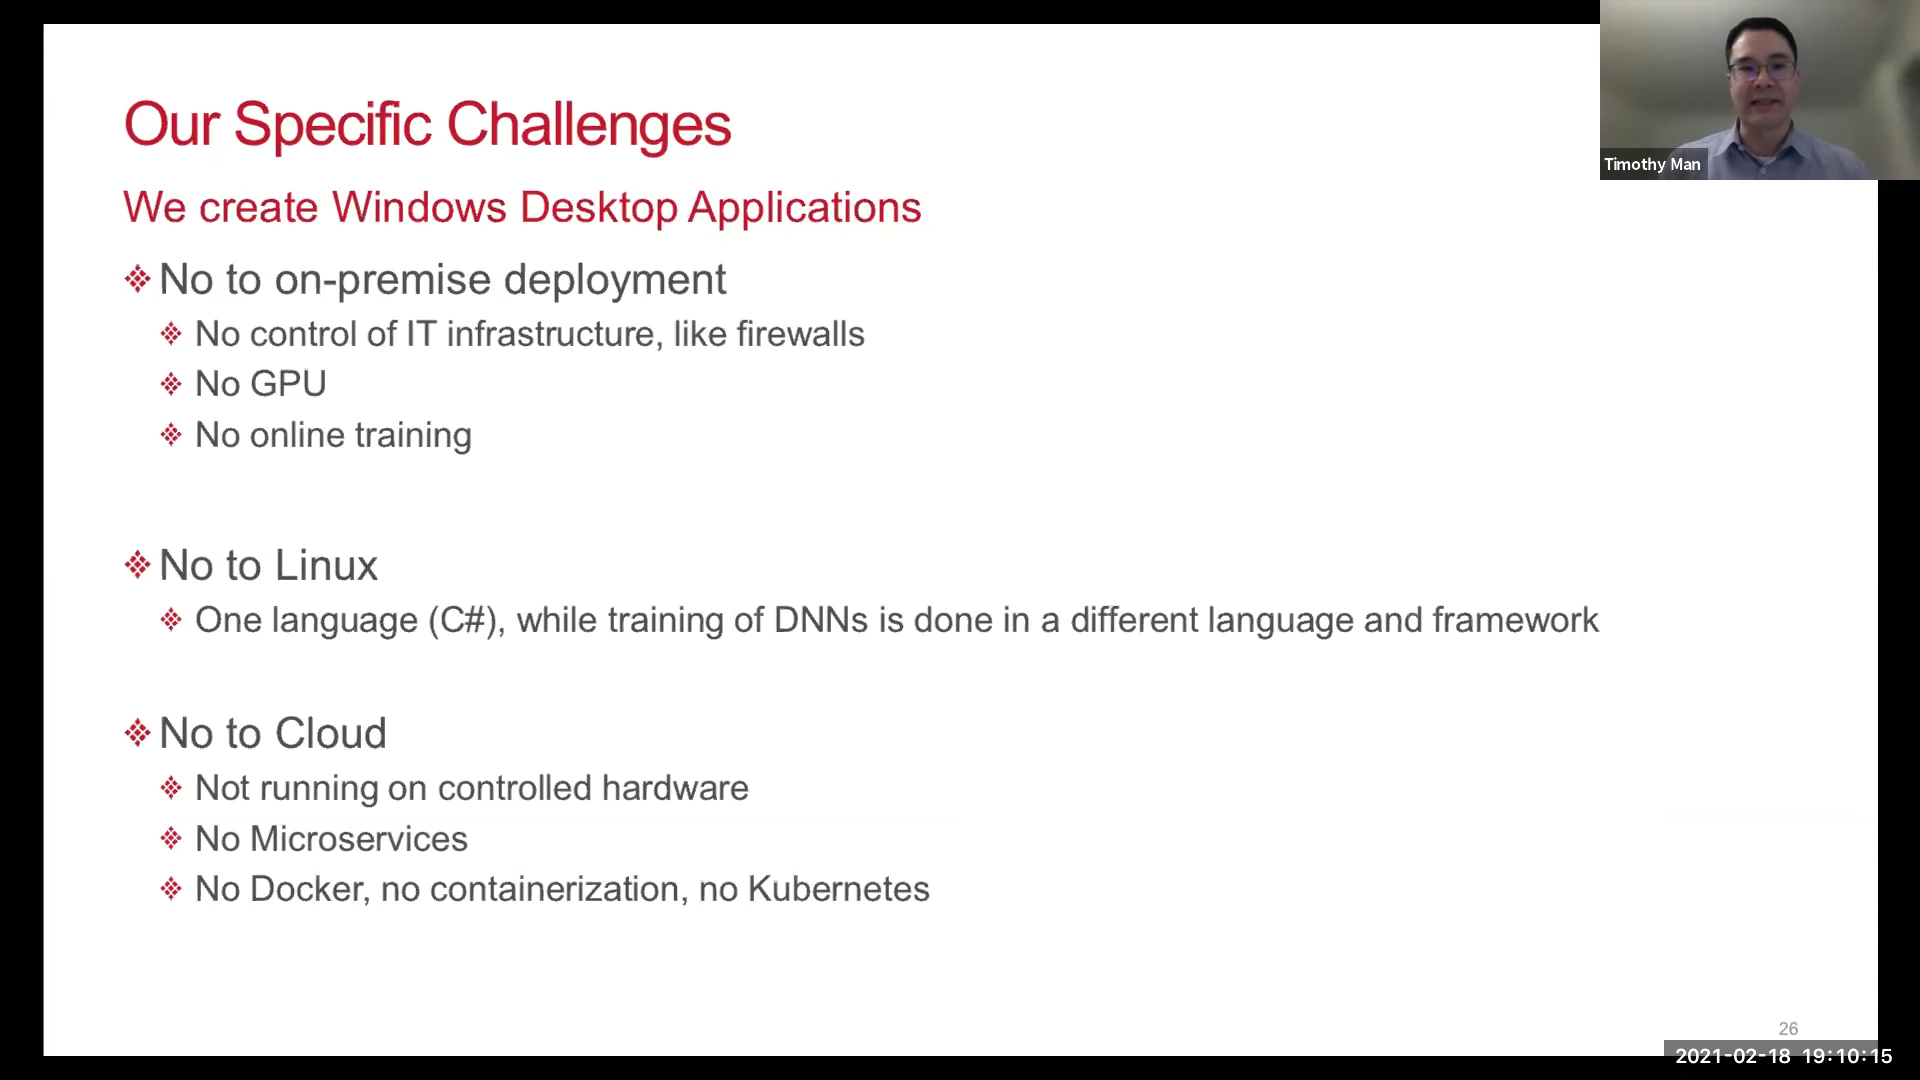 Our Specific Challenges
We create Windows Desktop Applications
No to on-premise deployment
No control of IT infrastructure, like firewalls
No GPU
No online training
No to Linux
One language (C#), while training of DNNs is done in a different language and framework
No to Cloud
Not running on controlled hardware
No Microservices
No Docker, no containerization, no Kubernetes
Timothy Man
26
2021-02-18 19:10:15